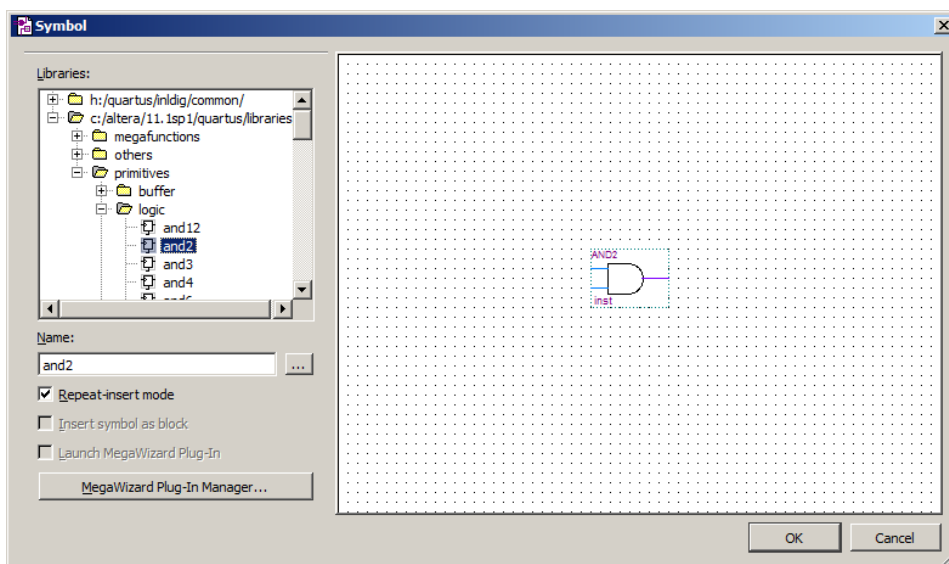 Symbol
Libraries:
h:/quartus/inldig/common/
c:/altera/11.1sp1/quartus/libraries
megafunctions
others
primitives
buffer
logic
and12
and2
and3
and4
Name:
and2
...
Repeat-insert mode
Insert symbol as block
Launch MegaWizard Plug-In
MegaWizard Plug-In Manager...
AND2
inst
OK
Cancel